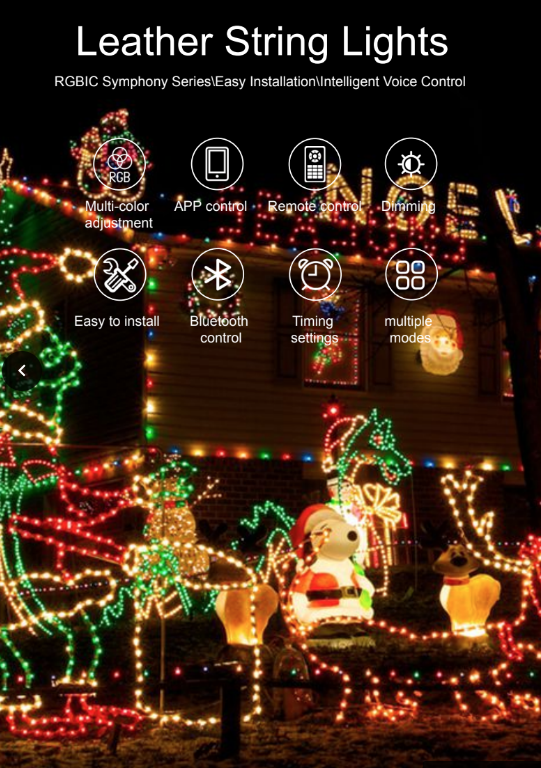 Leather String Lights
RGBIC Symphony Series\Easy Installation\Intelligent Voice Control
RGB
Multi-color
adjustment
APP control
Remote control
Dimming
Easy to install
Bluetooth
control
Timing
settings
multiple
modes
NOEL